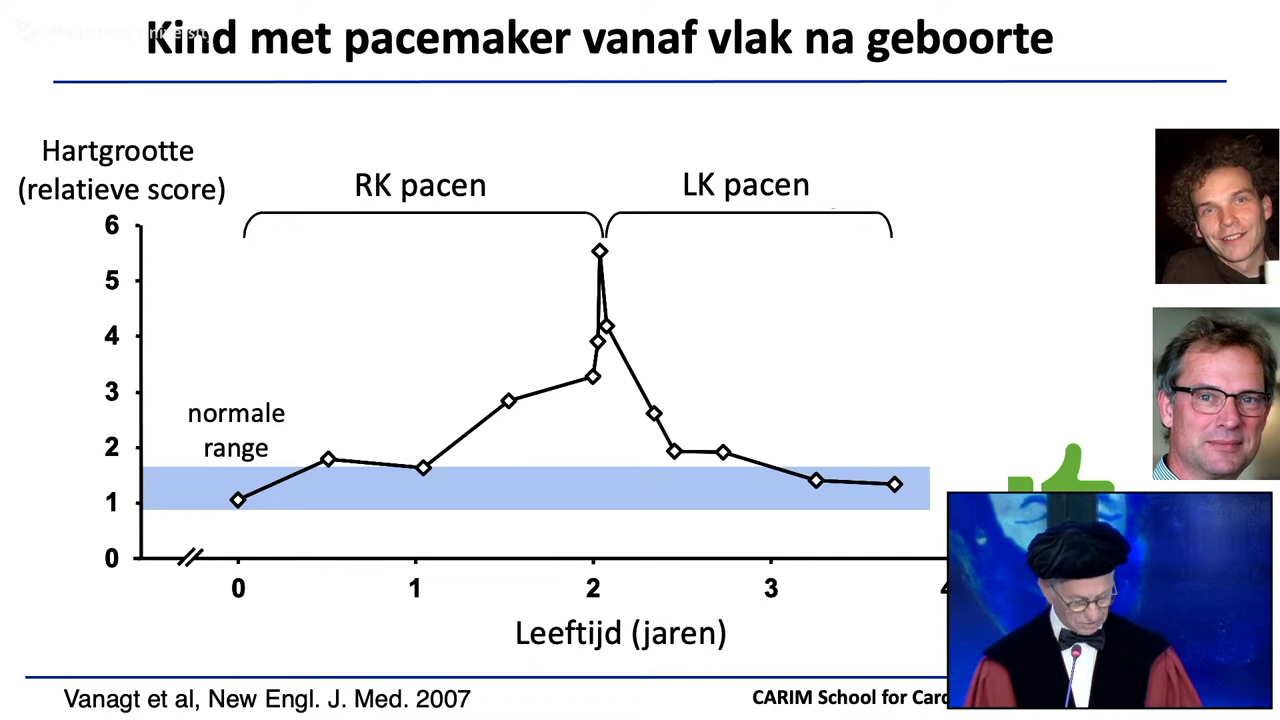 Kind met pacemaker vanaf vlak na geboorte
Hartgrootte
(relatieve score)
RK pacen
LK pacen
6
5
4
3
2
1
0
normale
range
0
1
2
3
Leeftijd (jaren)
Vanagt et al, New Engl. J. Med. 2007
CARIM School for